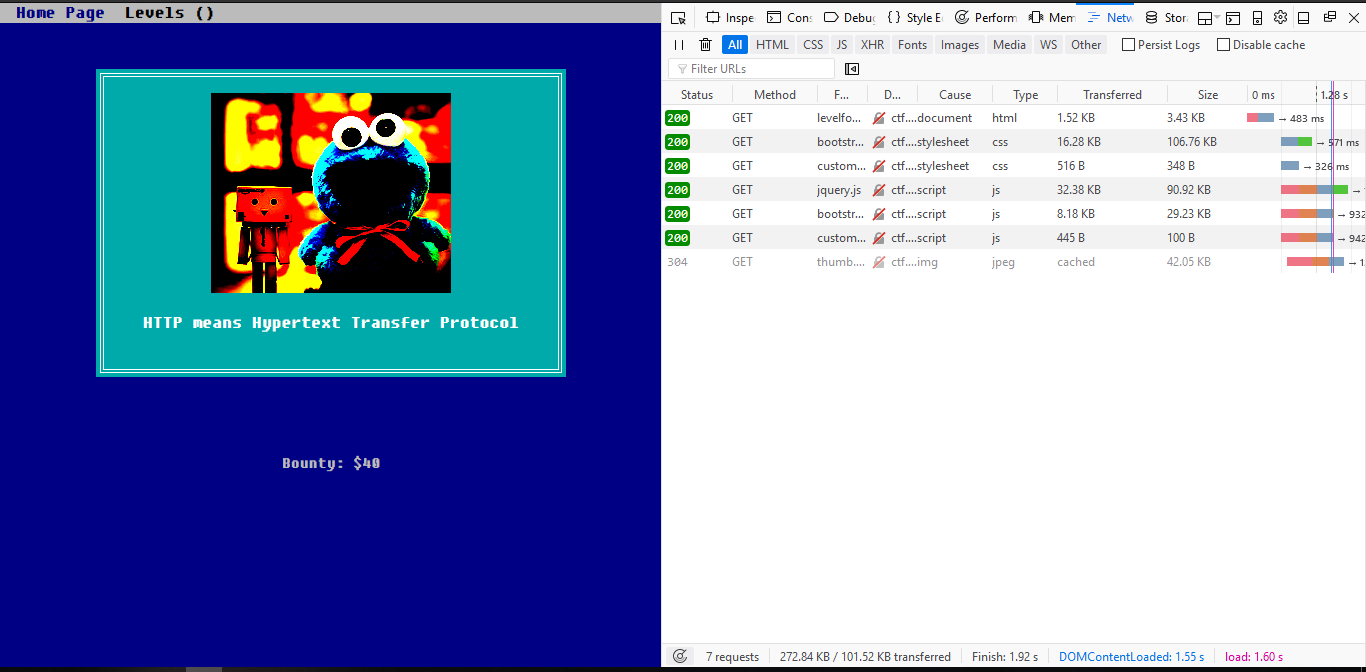 Home Page Levels ()
HTTP means Hypertext Transfer Protocol
Bounty: $40
Inspe Cons Debug Style E Perform Mem Netw Stor
All HTML CSS JS XHR Fonts Images Media WS Other Persist Logs Disable cache
Filter URLs
Status Method F... D... Cause Type Transferred Size 0 ms 1.28 s
200 GET levelfo... ctf....document html 1.52 KB 3.43 KB → 483 ms
200 GET bootstr... ctf....stylesheet css 16.28 KB 106.76 KB → 571 ms
200 GET custom... ctf....stylesheet css 516 B 348 B → 326 ms
200 GET jquery.js ctf....script js 32.38 KB 90.92 KB →
200 GET bootstr... ctf....script js 8.18 KB 29.23 KB → 932
200 GET custom... ctf....script js 445 B 100 B → 942
304 GET thumb.... ctf....img jpeg cached 42.05 KB → 1
7 requests 272.84 KB / 101.52 KB transferred Finish: 1.92 s DOMContentLoaded: 1.55 s load: 1.60 s